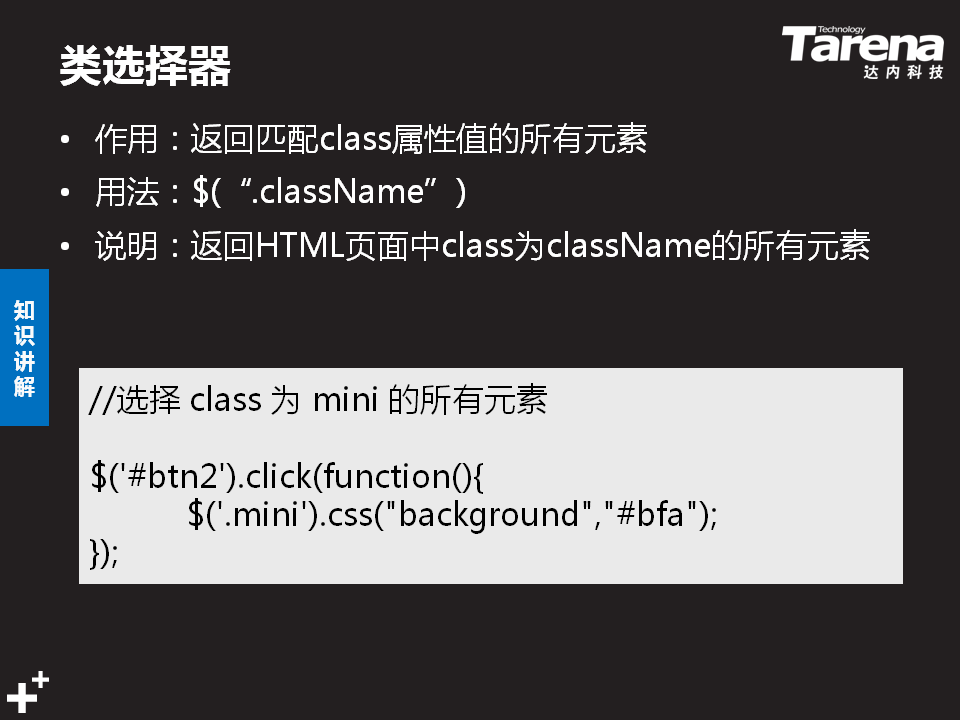 类选择器
Technology
Tarena
达内科技
• 作用：返回匹配class属性值的所有元素
• 用法：$(“.className”)
• 说明：返回HTML页面中class为className的所有元素
知识讲解
//选择 class 为 mini 的所有元素
$('#btn2').click(function(){
$('.mini').css("background","#bfa");
});